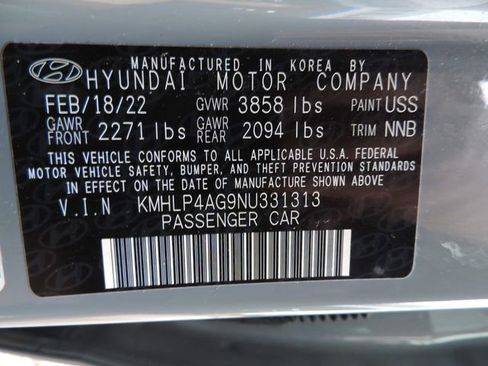 MANUFACTURED IN KOREA BY
HYUNDAI MOTOR COMPANY
FEB/18/22 GVWR 3858 lbs PAINT USS
GAWR FRONT 2271 lbs GAWR REAR 2094 lbs TRIM NNB
THIS VEHICLE CONFORMS TO ALL APPLICABLE U.S.A. FEDERAL
MOTOR VEHICLE SAFETY, BUMPER, AND THEFT PREVENTION STANDARDS
IN EFFECT ON THE DATE OF MANUFACTURE SHOWN ABOVE.
V.I.N KMHLP4AG9NU331313
PASSENGER CAR